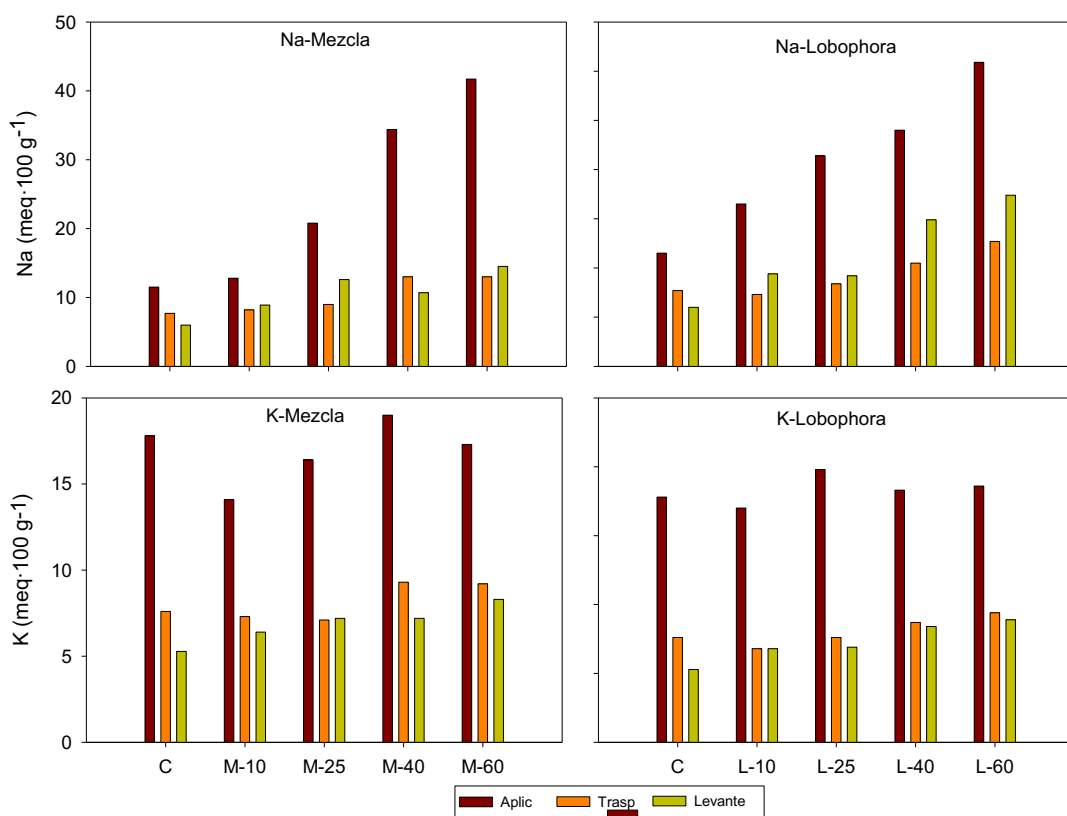 Na-Mezcla
Na-Lobophora
Na (meq·100 g-1)
50
40
30
20
10
0
K-Mezcla
K-Lobophora
K (meq·100 g-1)
20
15
10
5
0
C M-10 M-25 M-40 M-60
C L-10 L-25 L-40 L-60
Aplic Trasp Levante